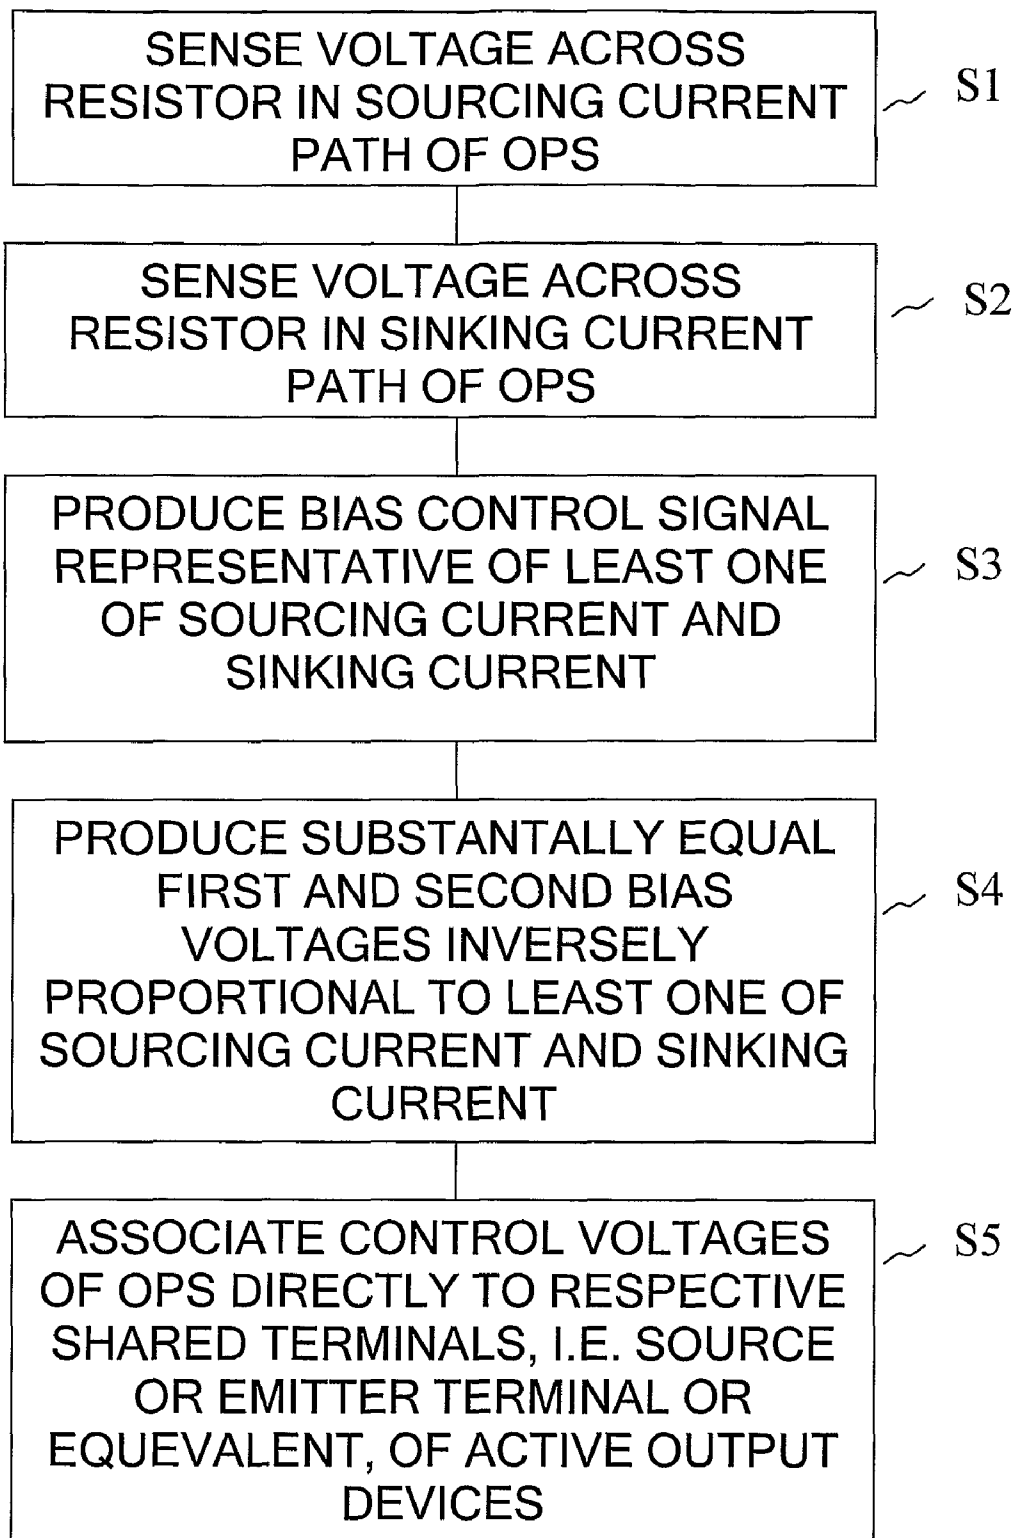 SENSE VOLTAGE ACROSS
RESISTOR IN SOURCING CURRENT
PATH OF OPS
S1
SENSE VOLTAGE ACROSS
RESISTOR IN SINKING CURRENT
PATH OF OPS
S2
PRODUCE BIAS CONTROL SIGNAL
REPRESENTATIVE OF LEAST ONE
OF SOURCING CURRENT AND
SINKING CURRENT
S3
PRODUCE SUBSTANTALLY EQUAL
FIRST AND SECOND BIAS
VOLTAGES INVERSELY
PROPORTIONAL TO LEAST ONE OF
SOURCING CURRENT AND SINKING
CURRENT
S4
ASSOCIATE CONTROL VOLTAGES
OF OPS DIRECTLY TO RESPECTIVE
SHARED TERMINALS, I.E. SOURCE
OR EMITTER TERMINAL OR
EQUEVALENT, OF ACTIVE OUTPUT
DEVICES
S5